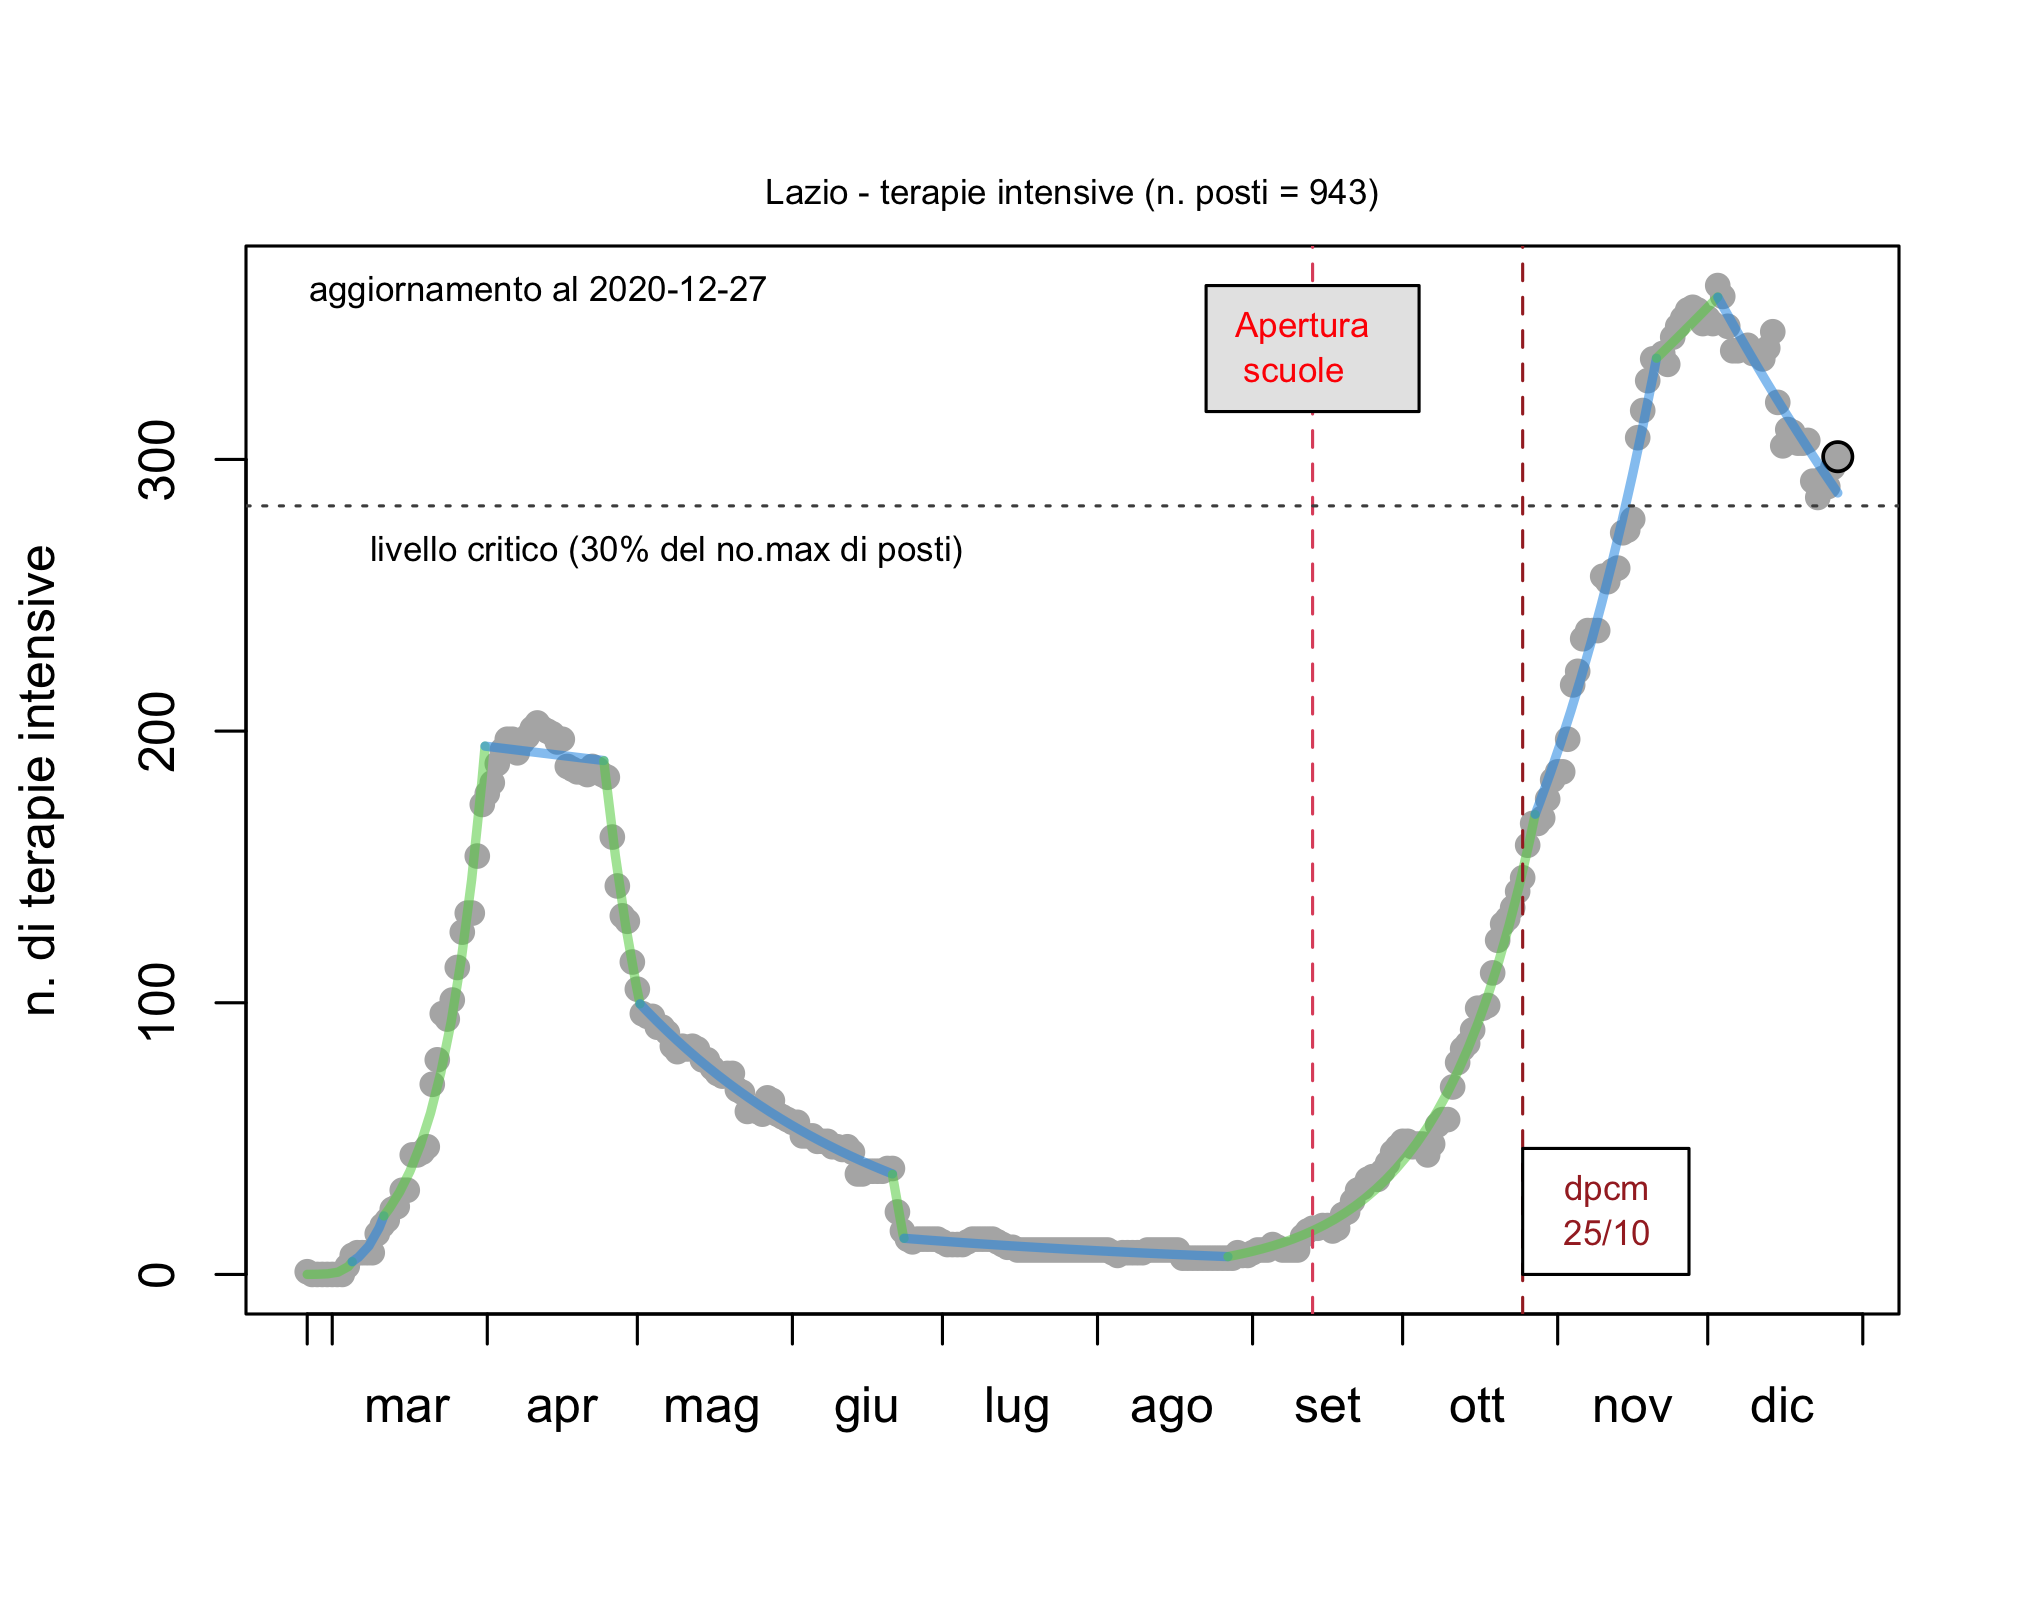 Lazio - terapie intensive (n. posti = 943)
aggiornamento al 2020-12-27
Apertura
scuole
livello critico (30% del no.max di posti)
dpcm
25/10
n. di terapie intensive
0
100
200
300
mar apr mag giu lug ago set ott nov dic